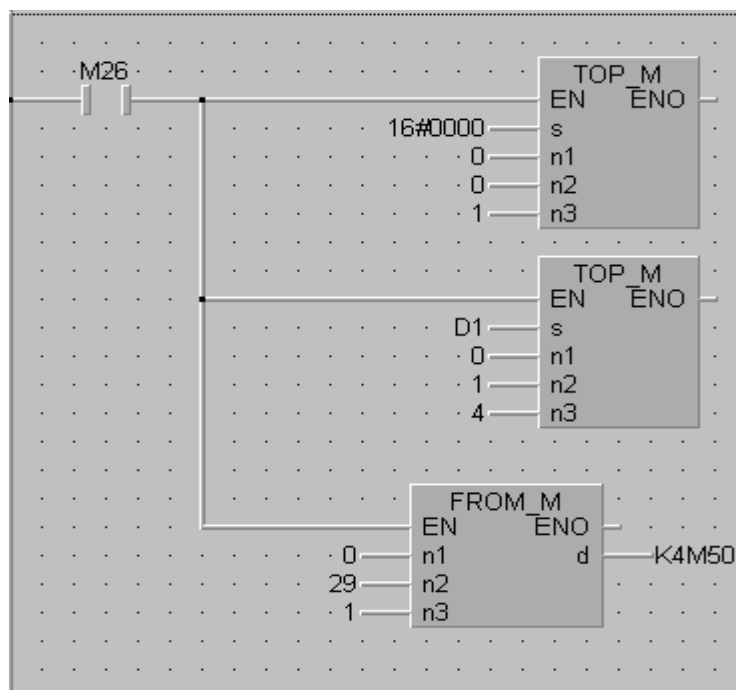 M26
TOP_M
EN ENO
16#0000 s
0 n1
0 n2
1 n3
TOP_M
EN ENO
D1 s
0 n1
1 n2
4 n3
FROM_M
EN ENO
0 n1 d K4M50
29 n2
1 n3